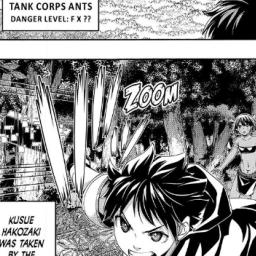 TANK CORPS ANTS
DANGER LEVEL: F X ??
ZOOM
KUSUE
HAKOZAKI
WAS TAKEN
BY THE